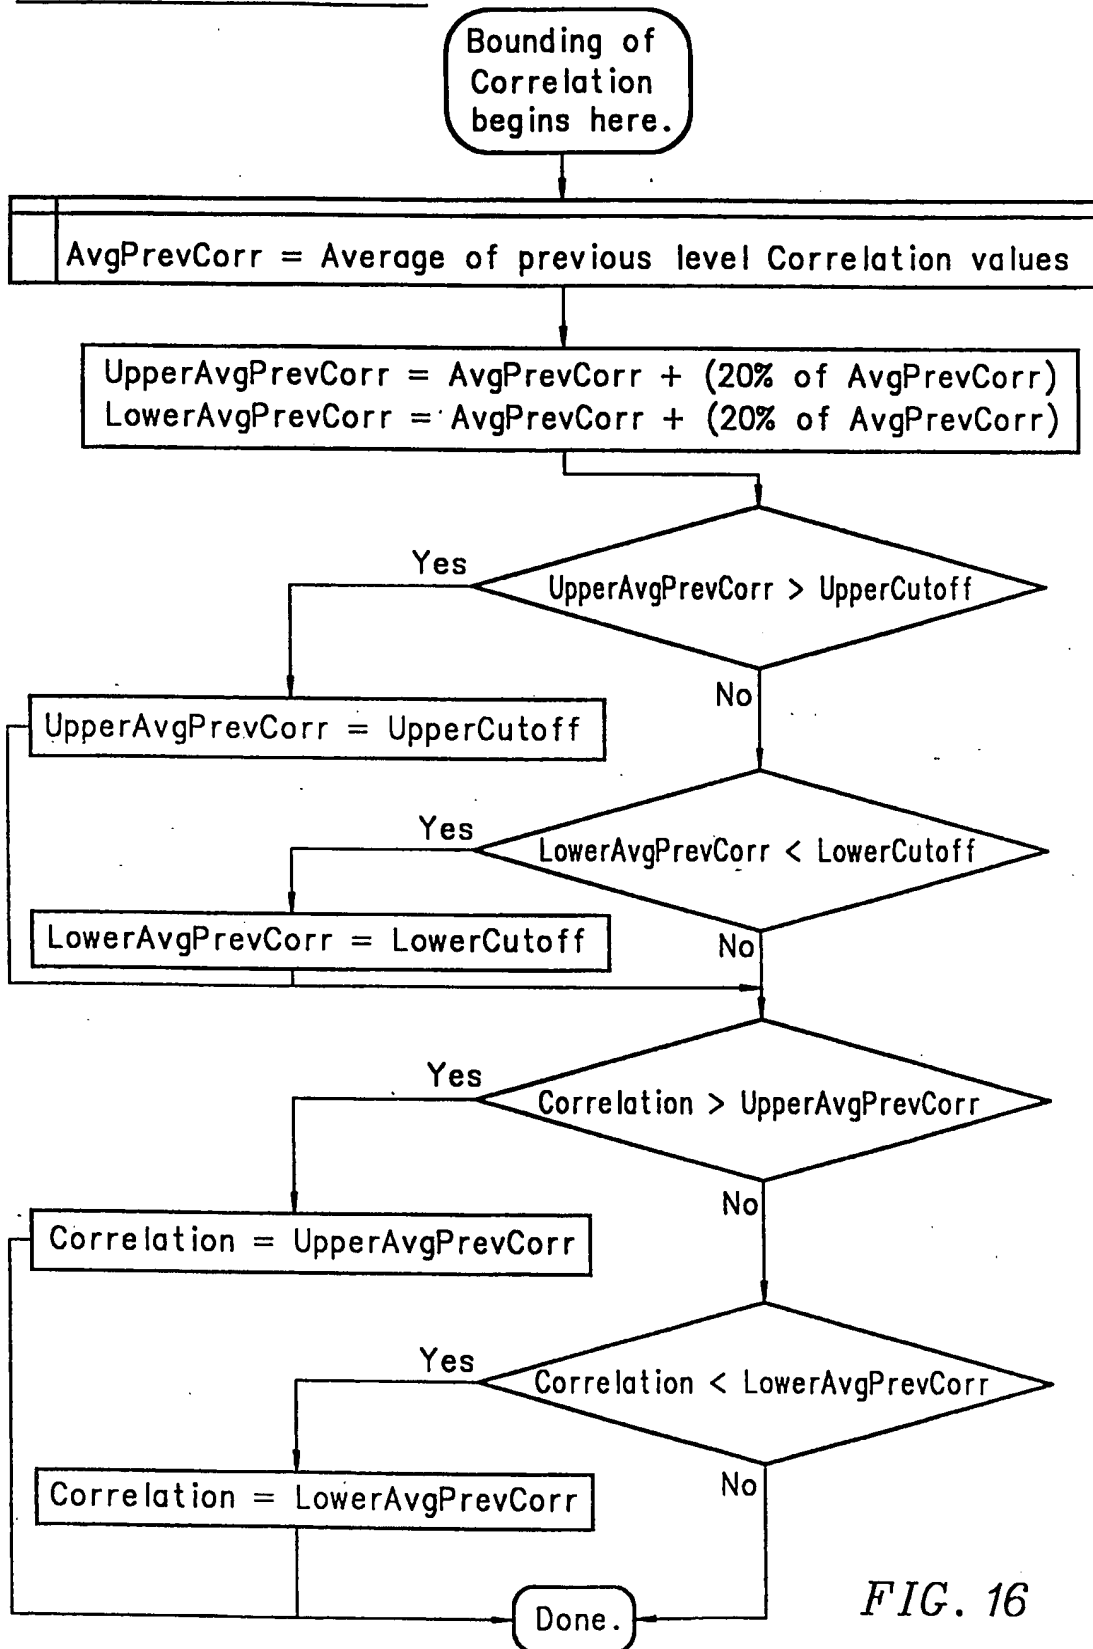 Bounding of
Correlation
begins here.
AvgPrevCorr = Average of previous level Correlation values
UpperAvgPrevCorr = AvgPrevCorr + (20% of AvgPrevCorr)
LowerAvgPrevCorr = AvgPrevCorr + (20% of AvgPrevCorr)
Yes
UpperAvgPrevCorr > UpperCutoff
No
UpperAvgPrevCorr = UpperCutoff
Yes
LowerAvgPrevCorr < LowerCutoff
LowerAvgPrevCorr = LowerCutoff
No
Yes
Correlation > UpperAvgPrevCorr
No
Correlation = UpperAvgPrevCorr
Yes
Correlation < LowerAvgPrevCorr
No
Correlation = LowerAvgPrevCorr
Done.
FIG. 16